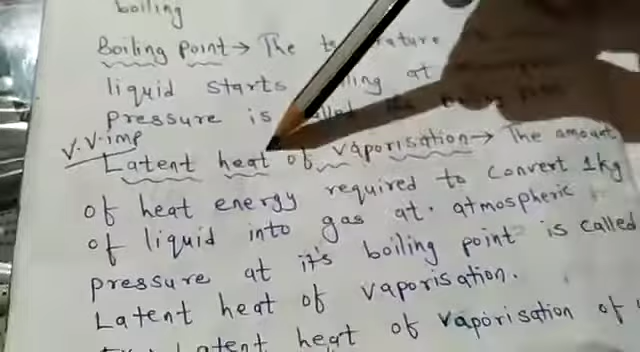 boiling
Boiling Point → The
liquid starts at
Pressure is
V.V.imp
Latent heat of vaporisation → The amount
of heat energy required to convert 1kg
of liquid into gas at atmospheric
pressure at it's boiling point is called
Latent heat of vaporisation.
heat of vaporisation of